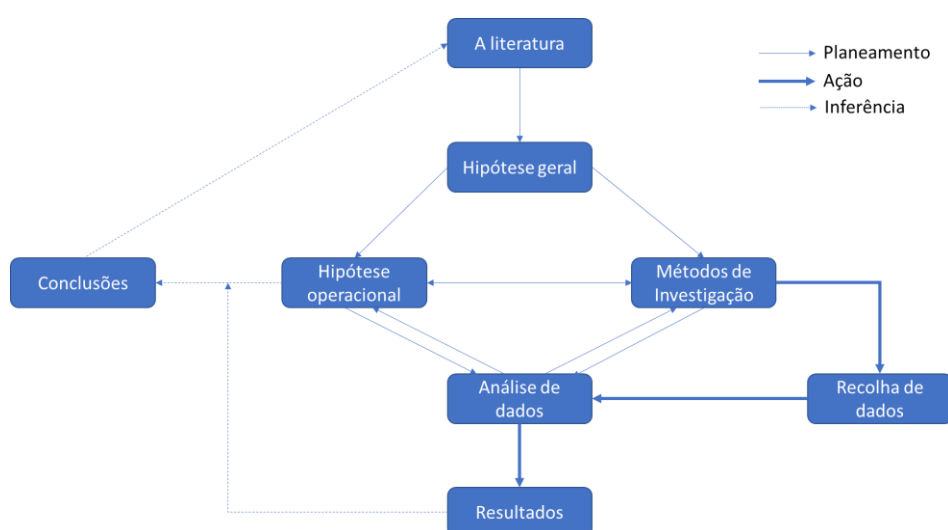 A literatura
Planeamento
Ação
Inferência
Hipótese geral
Conclusões
Hipótese
operacional
Métodos de
Investigação
Análise de
dados
Recolha de
dados
Resultados